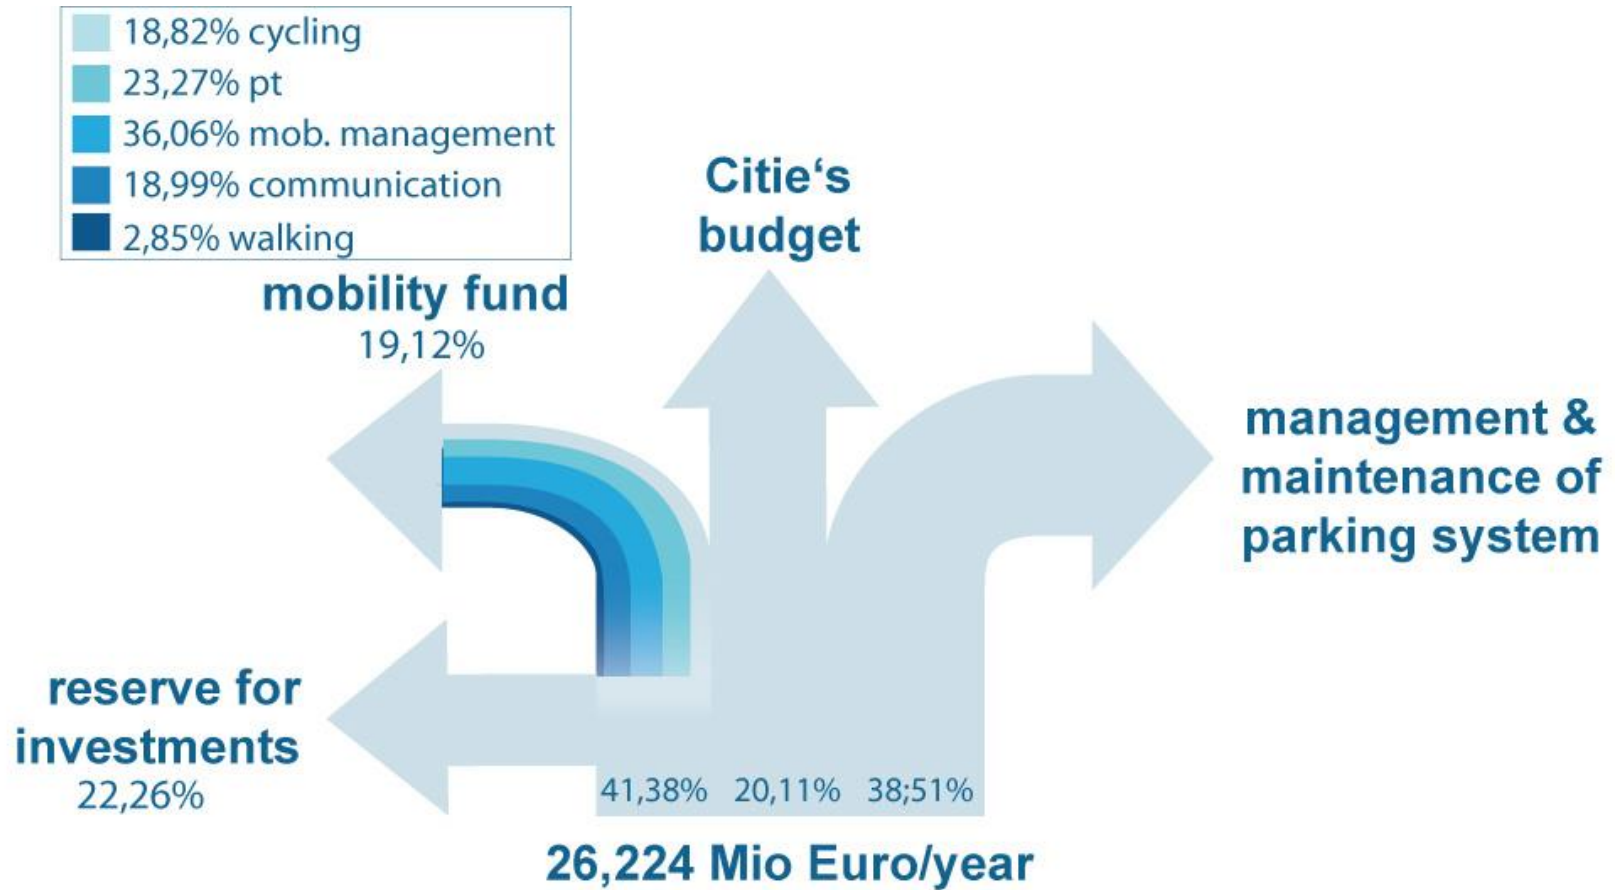 18,82% cycling
23,27% pt
36,06% mob. management
18,99% communication
2,85% walking
mobility fund
19,12%
Citie‘s
budget
management &
maintenance of
parking system
reserve for
investments
22,26%
41,38% 20,11% 38;51%
26,224 Mio Euro/year